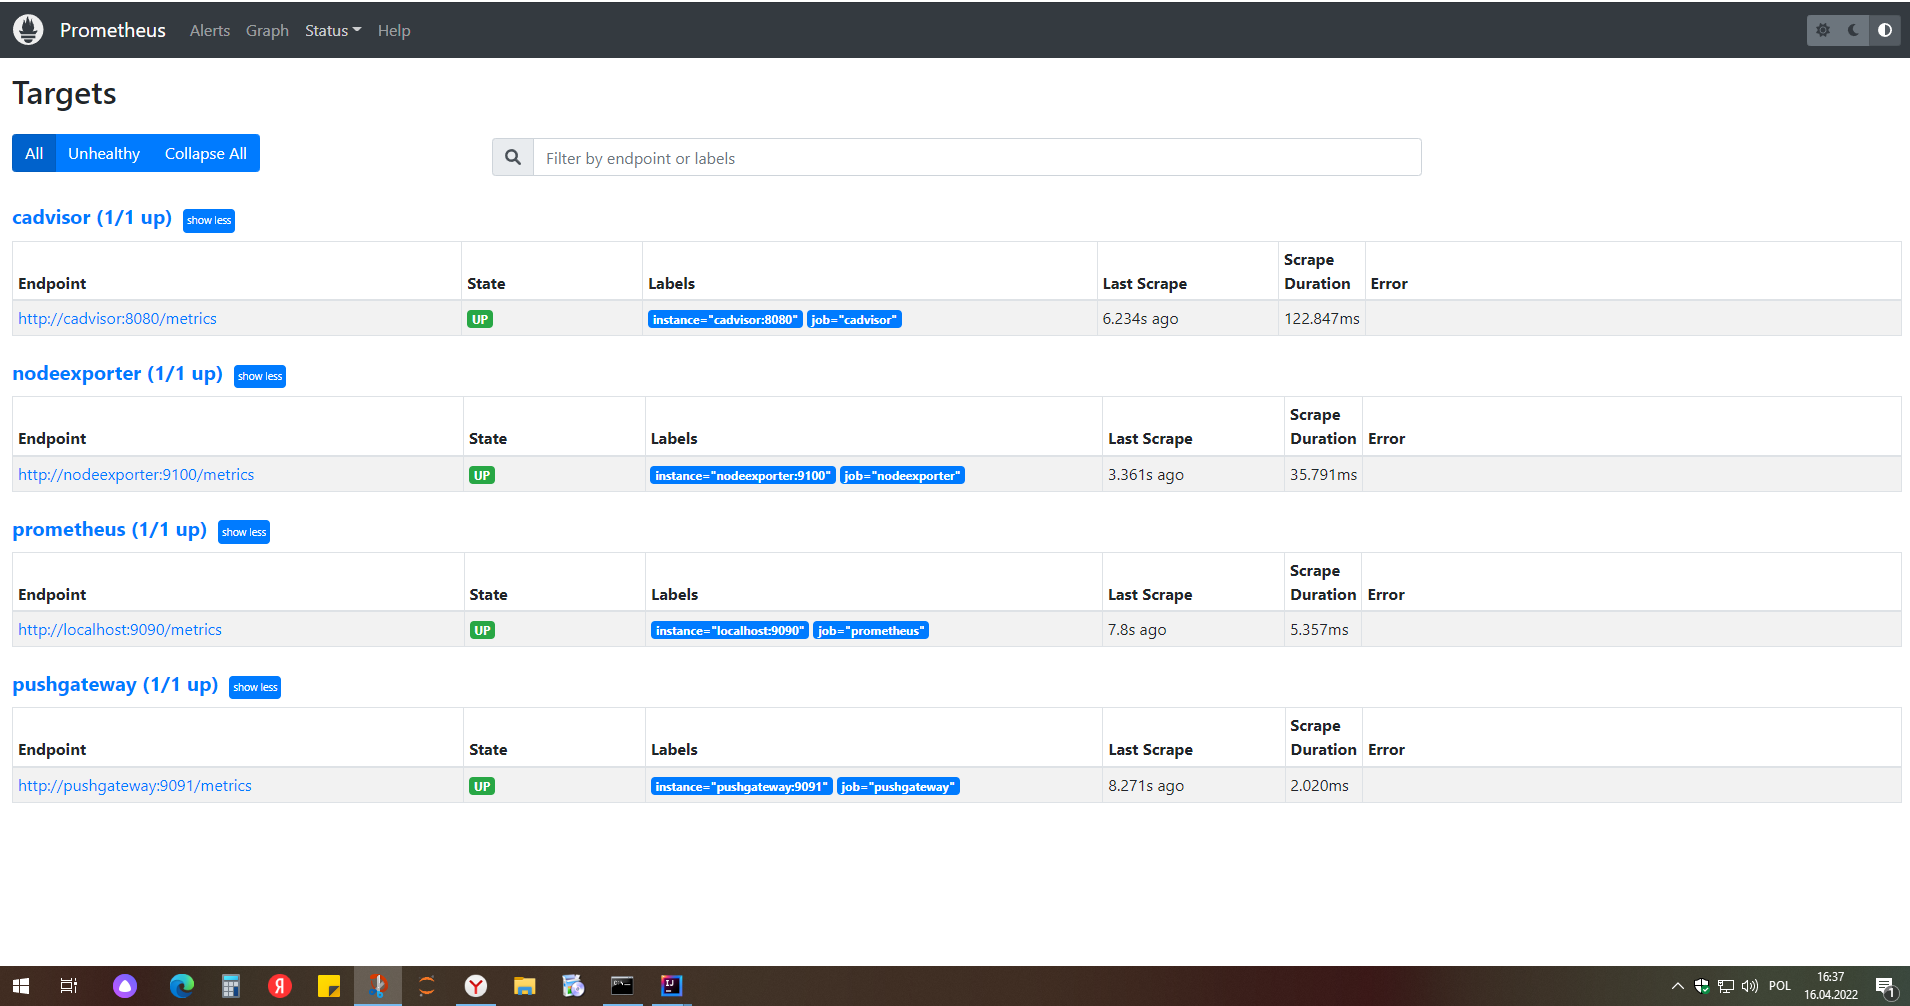 Prometheus Alerts Graph Status Help
Targets
All Unhealthy Collapse All
Filter by endpoint or labels
cadvisor (1/1 up) show less
Endpoint State Labels Last Scrape Scrape Duration Error
http://cadvisor:8080/metrics UP instance="cadvisor:8080" job="cadvisor" 6.234s ago 122.847ms
nodeexporter (1/1 up) show less
Endpoint State Labels Last Scrape Scrape Duration Error
http://nodeexporter:9100/metrics UP instance="nodeexporter:9100" job="nodeexporter" 3.361s ago 35.791ms
prometheus (1/1 up) show less
Endpoint State Labels Last Scrape Scrape Duration Error
http://localhost:9090/metrics UP instance="localhost:9090" job="prometheus" 7.8s ago 5.357ms
pushgateway (1/1 up) show less
Endpoint State Labels Last Scrape Scrape Duration Error
http://pushgateway:9091/metrics UP instance="pushgateway:9091" job="pushgateway" 8.271s ago 2.020ms
Я Y IJ POL
16:37
16.04.2022
1